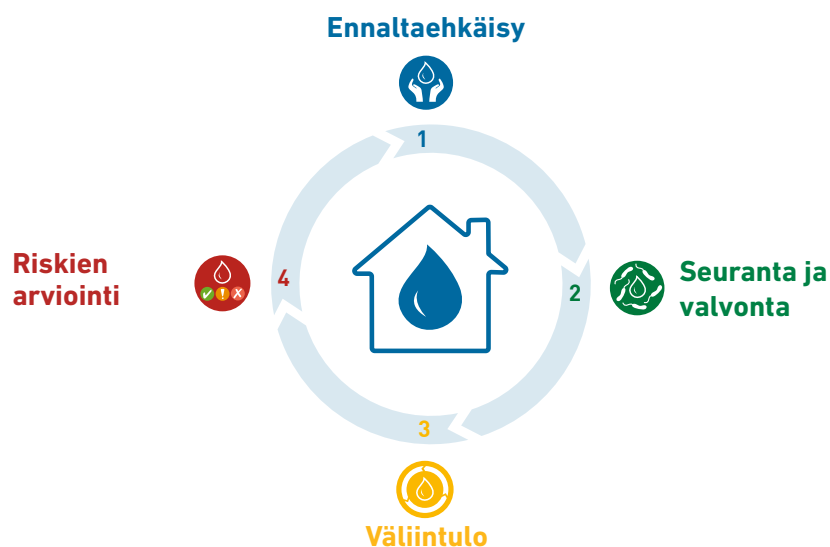 Ennaltaehkäisy
1
Riskien
arviointi
4
2
Seuranta ja
valvonta
3
Väliintulo